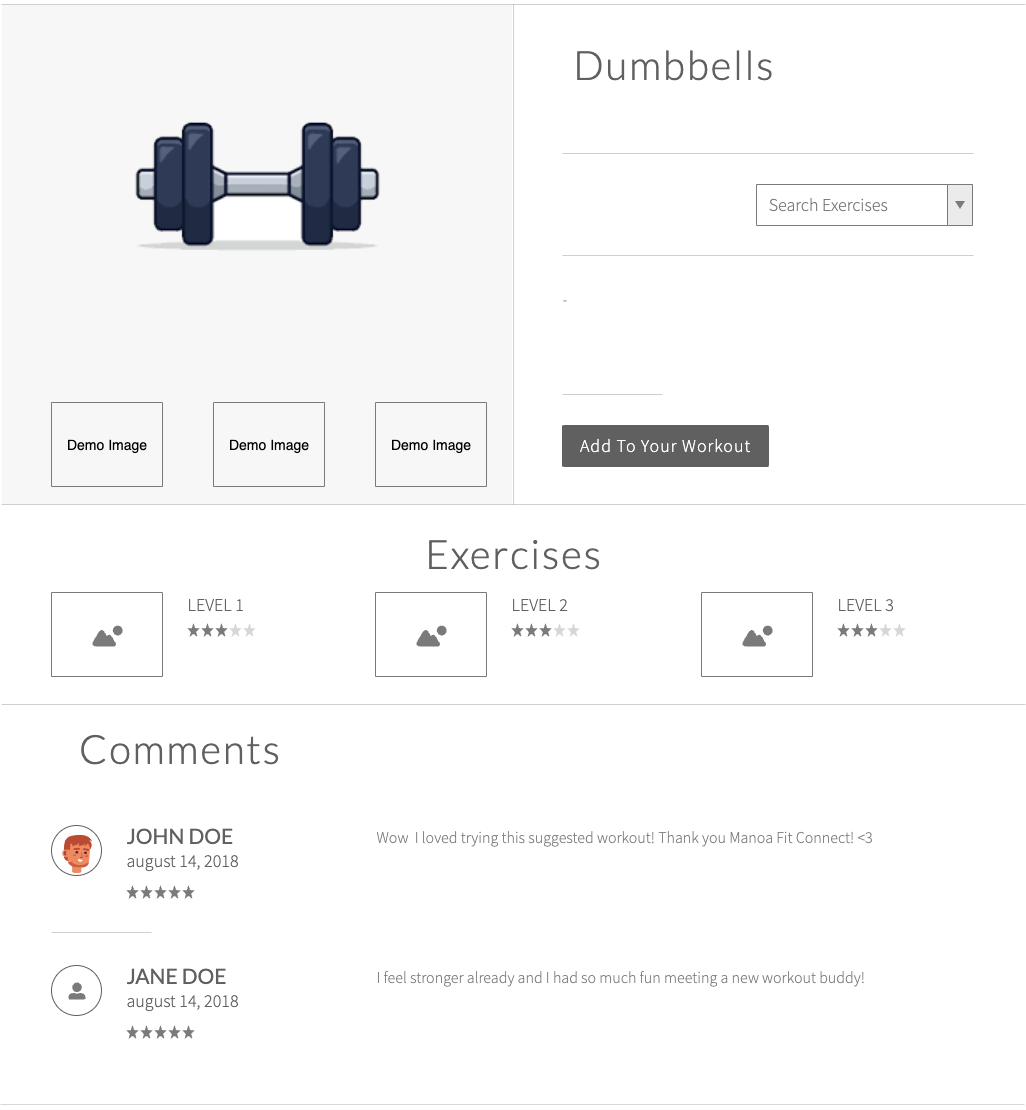 Dumbbells
Search Exercises
-
Demo Image
Demo Image
Demo Image
Add To Your Workout
Exercises
LEVEL 1
LEVEL 2
LEVEL 3
Comments
JOHN DOE
august 14, 2018
Wow  I loved trying this suggested workout! Thank you Manoa Fit Connect! <3
JANE DOE
august 14, 2018
I feel stronger already and I had so much fun meeting a new workout buddy!